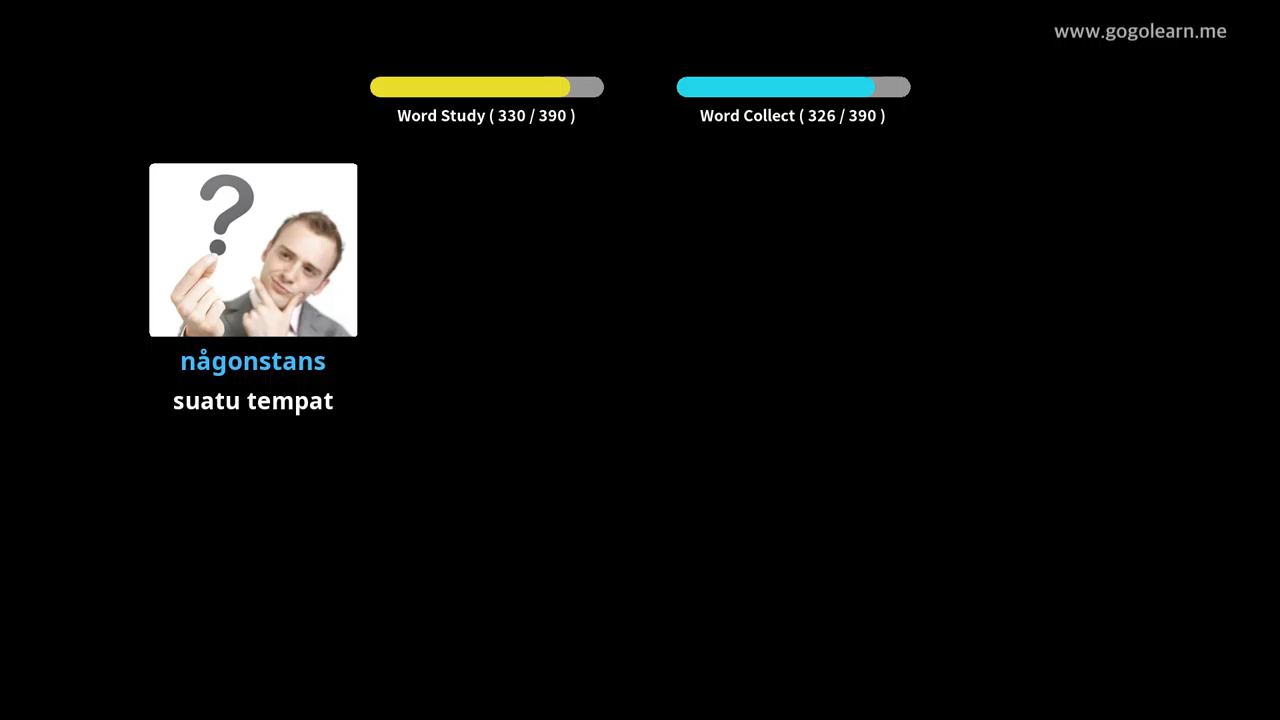 www.gogolearn.me
Word Study ( 330 / 390 )
Word Collect ( 326 / 390 )
?
någonstans
suatu tempat